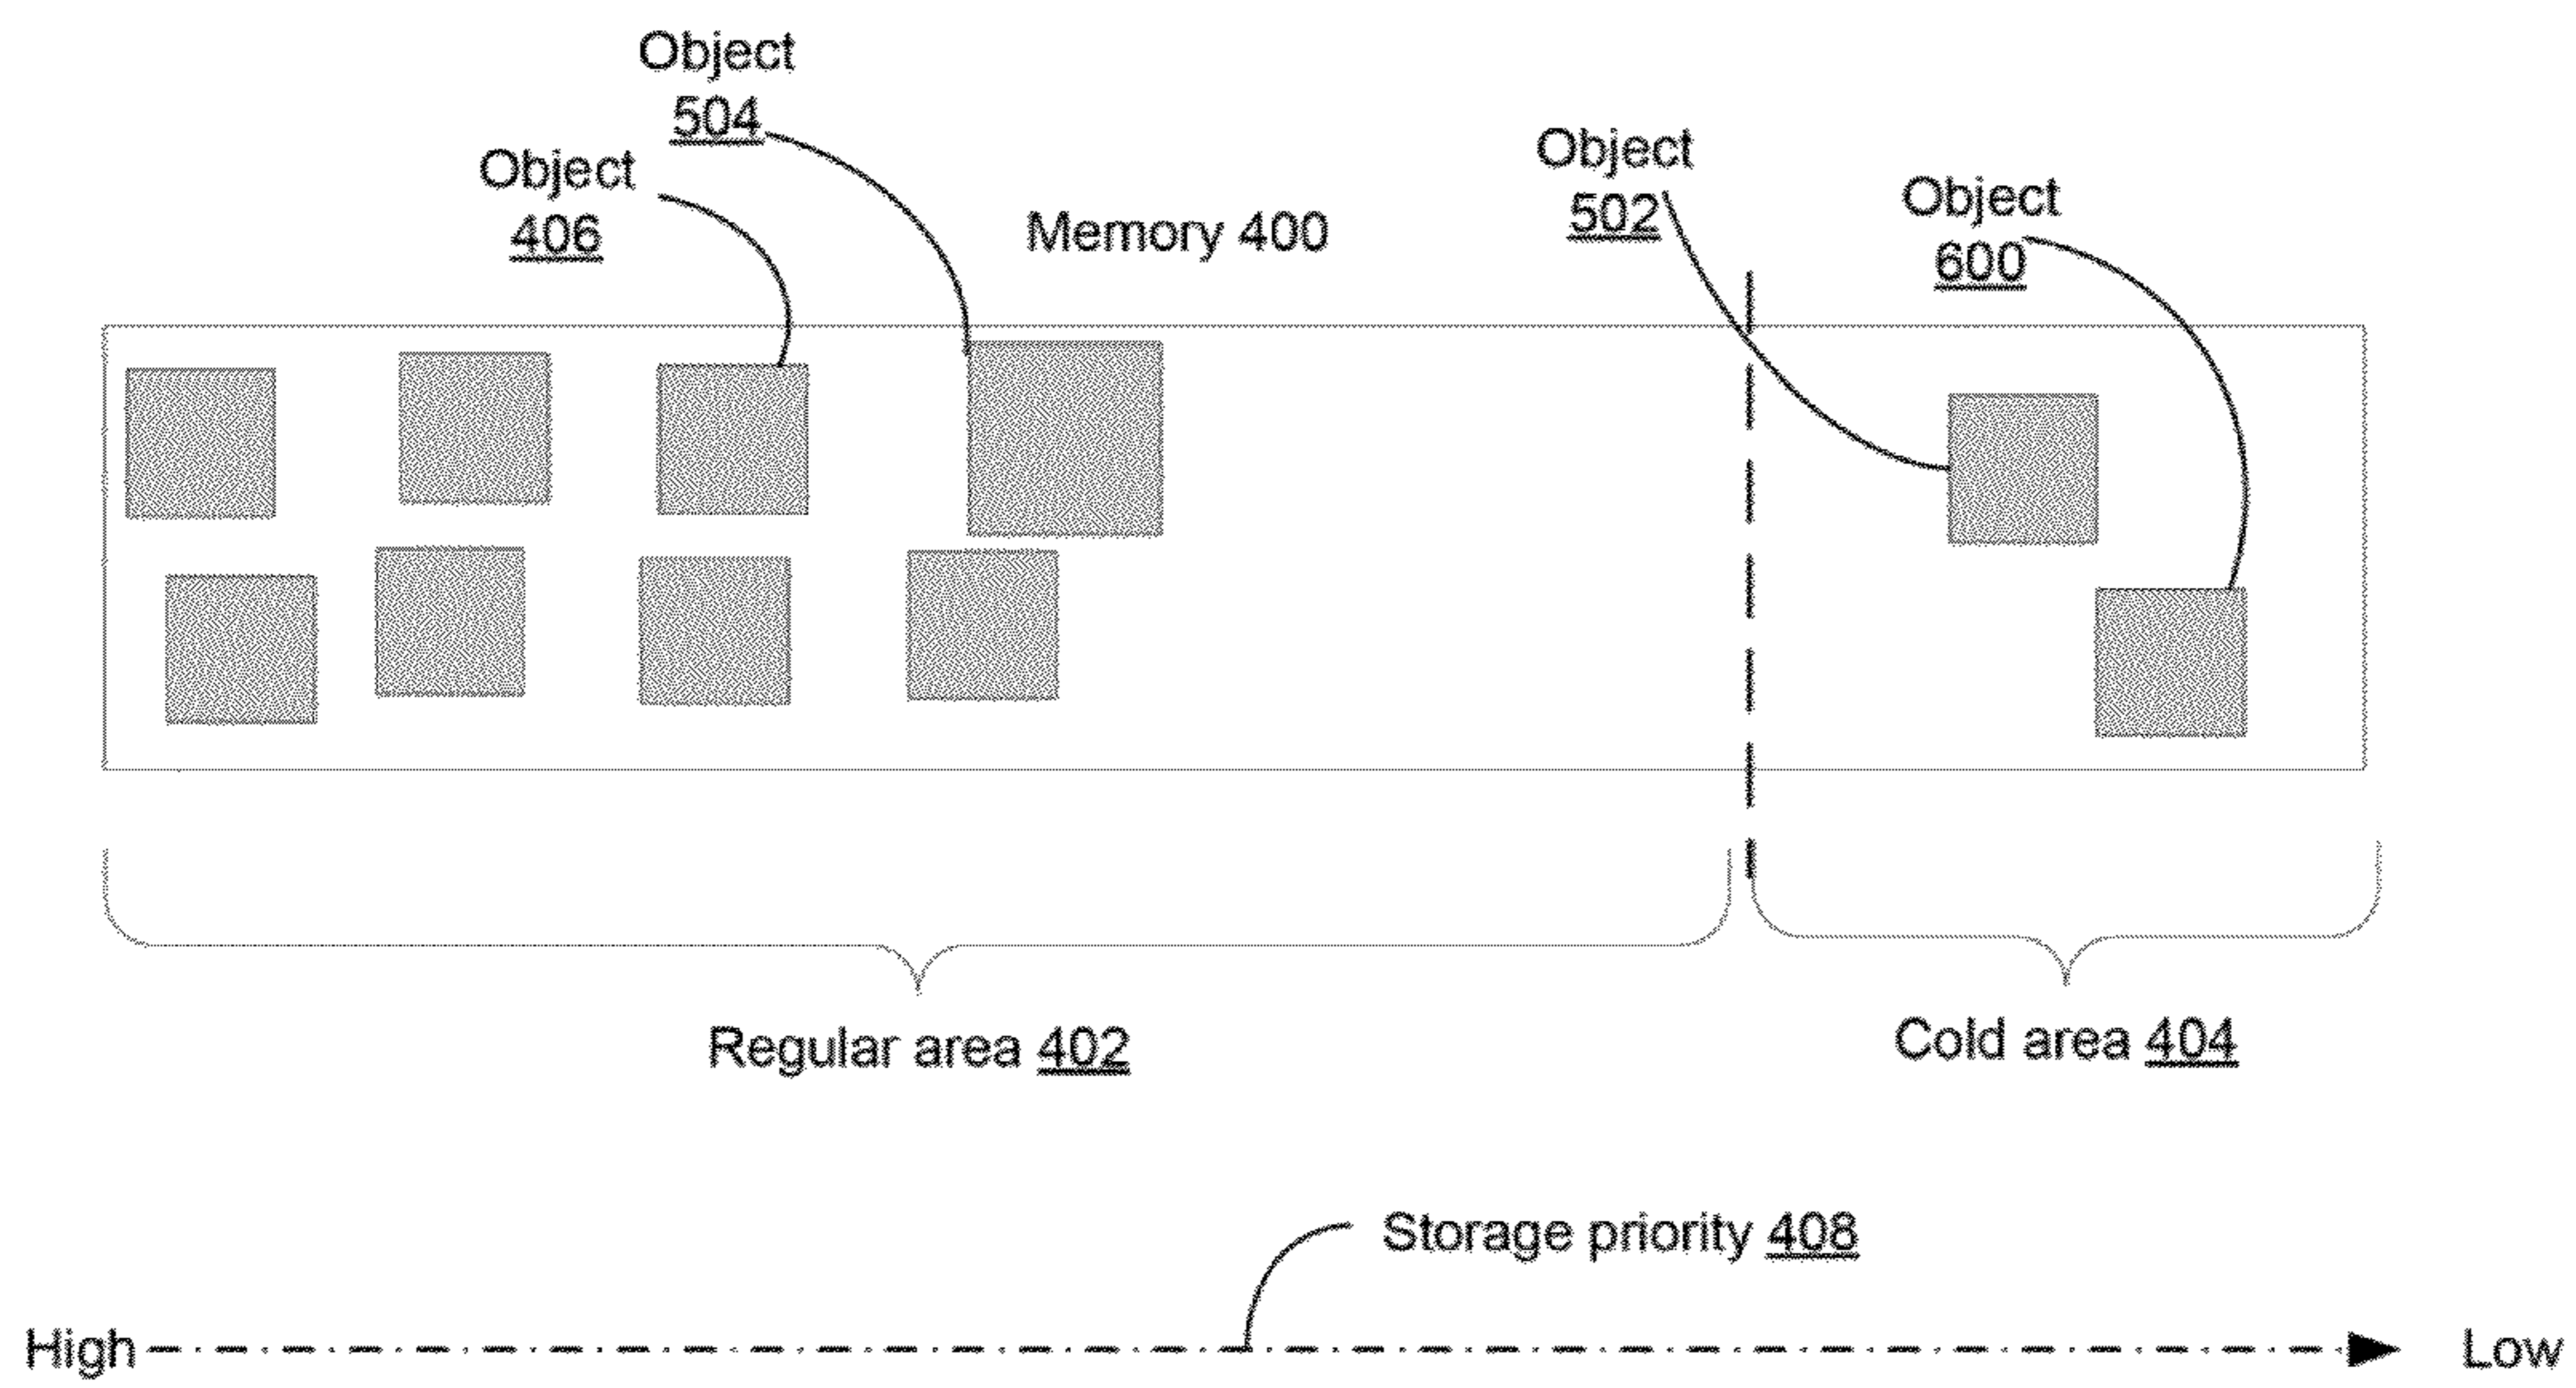 Object
504
Object
406
Memory 400
Object
502
Object
600
Regular area 402
Cold area 404
Storage priority 408
High
Low